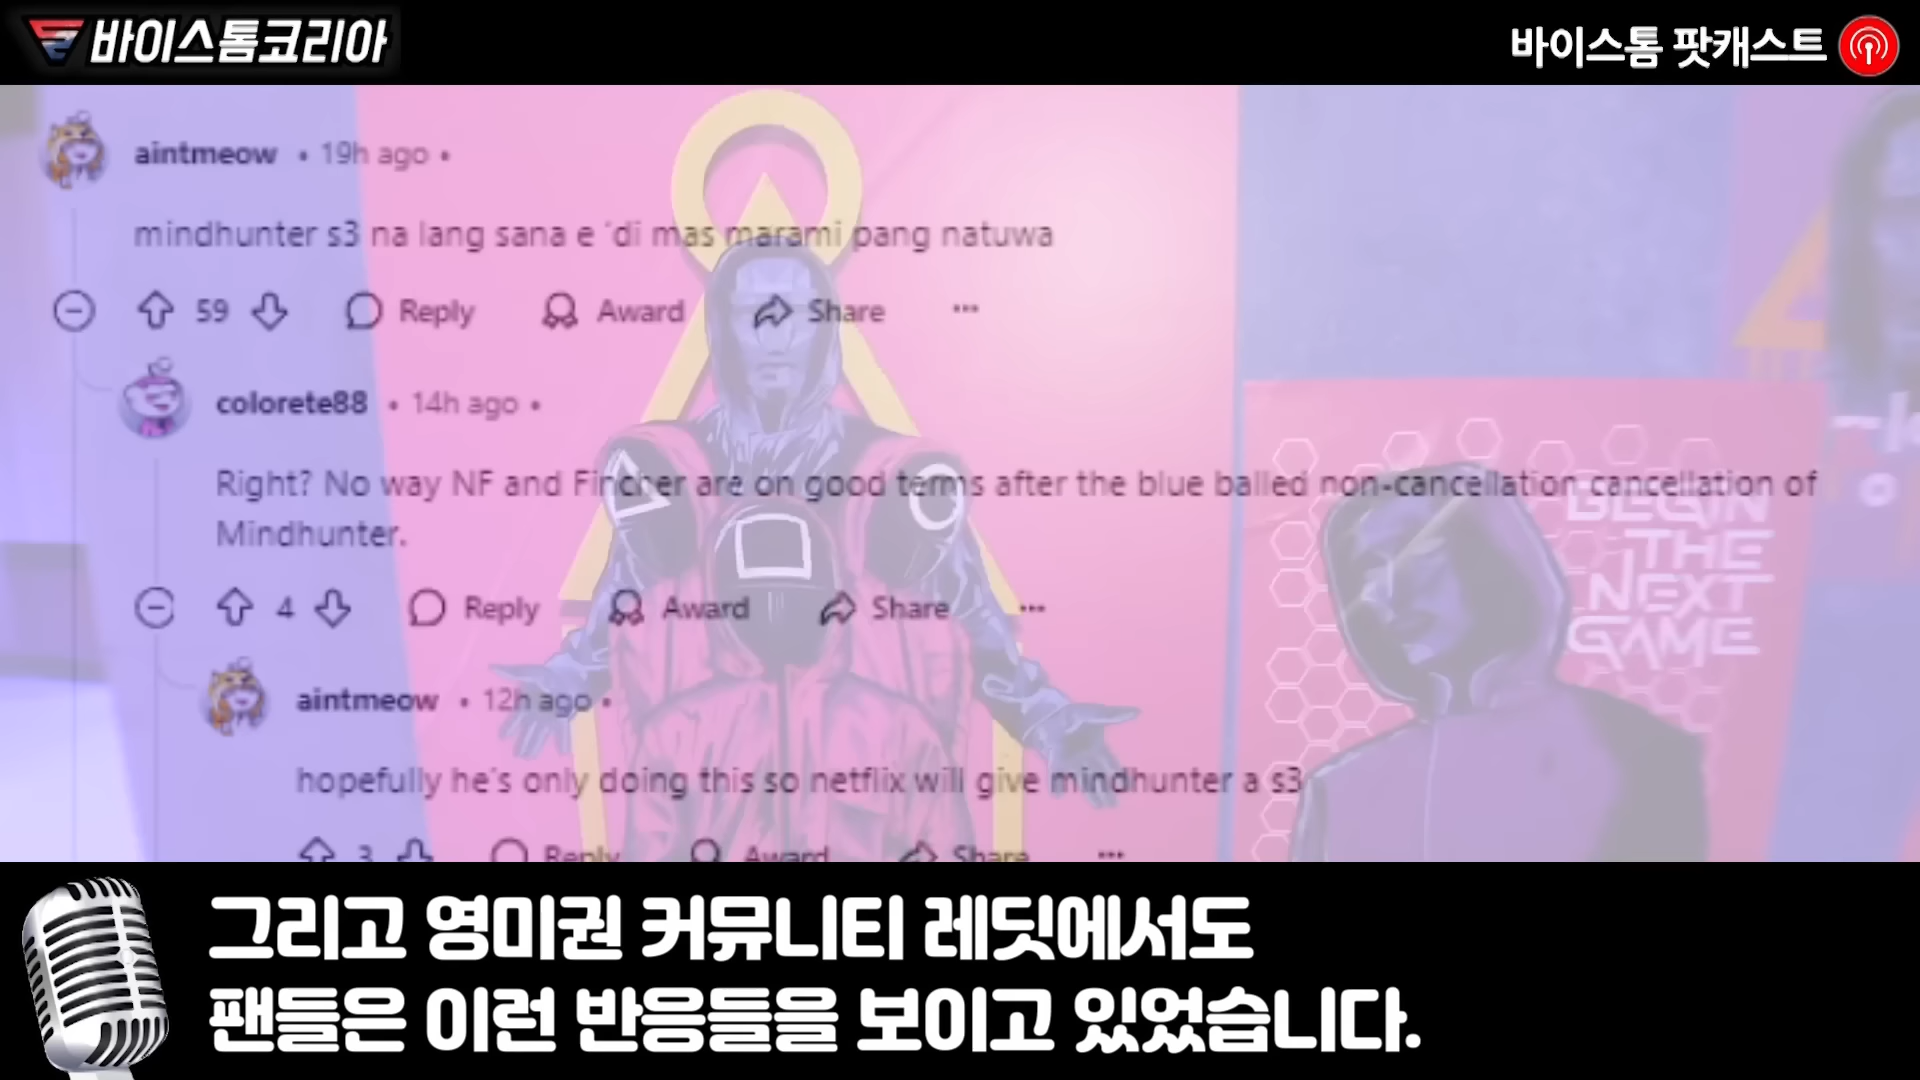 바이스톰코리아
바이스톰 팟캐스트
aintmeow • 19h ago •
mindhunter s3 na lang sana e 'di mas marami pang natuwa
59 Reply Award Share ...
colorete88 • 14h ago •
Right? No way NF and Fincher are on good terms after the blue balled non-cancellation cancellation of
Mindhunter.
4 Reply Award Share ...
BEGIN
THE
NEXT
GAME
aintmeow • 12h ago •
hopefully he's only doing this so netflix will give mindhunter a s3
3 Reply Award Share ...
그리고 영미권 커뮤니티 레딧에서도
팬들은 이런 반응들을 보이고 있었습니다.